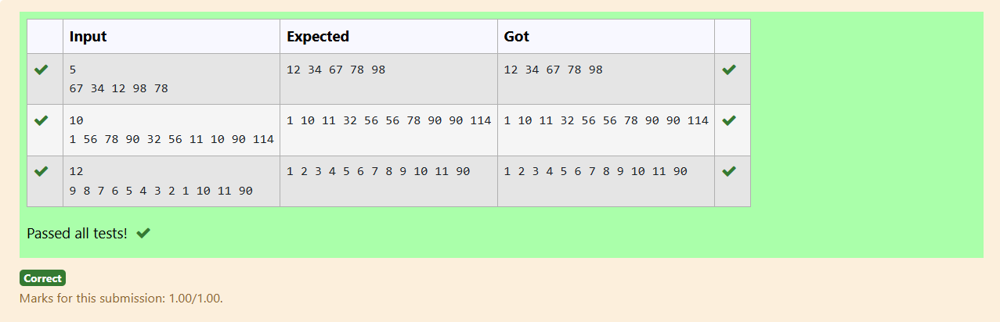 Input Expected Got
5 12 34 67 78 98 12 34 67 78 98
67 34 12 98 78
10 1 10 11 32 56 56 78 90 90 114 1 10 11 32 56 56 78 90 90 114
1 56 78 90 32 56 11 10 90 114
12 1 2 3 4 5 6 7 8 9 10 11 90 1 2 3 4 5 6 7 8 9 10 11 90
9 8 7 6 5 4 3 2 1 10 11 90
Passed all tests!
Correct
Marks for this submission: 1.00/1.00.